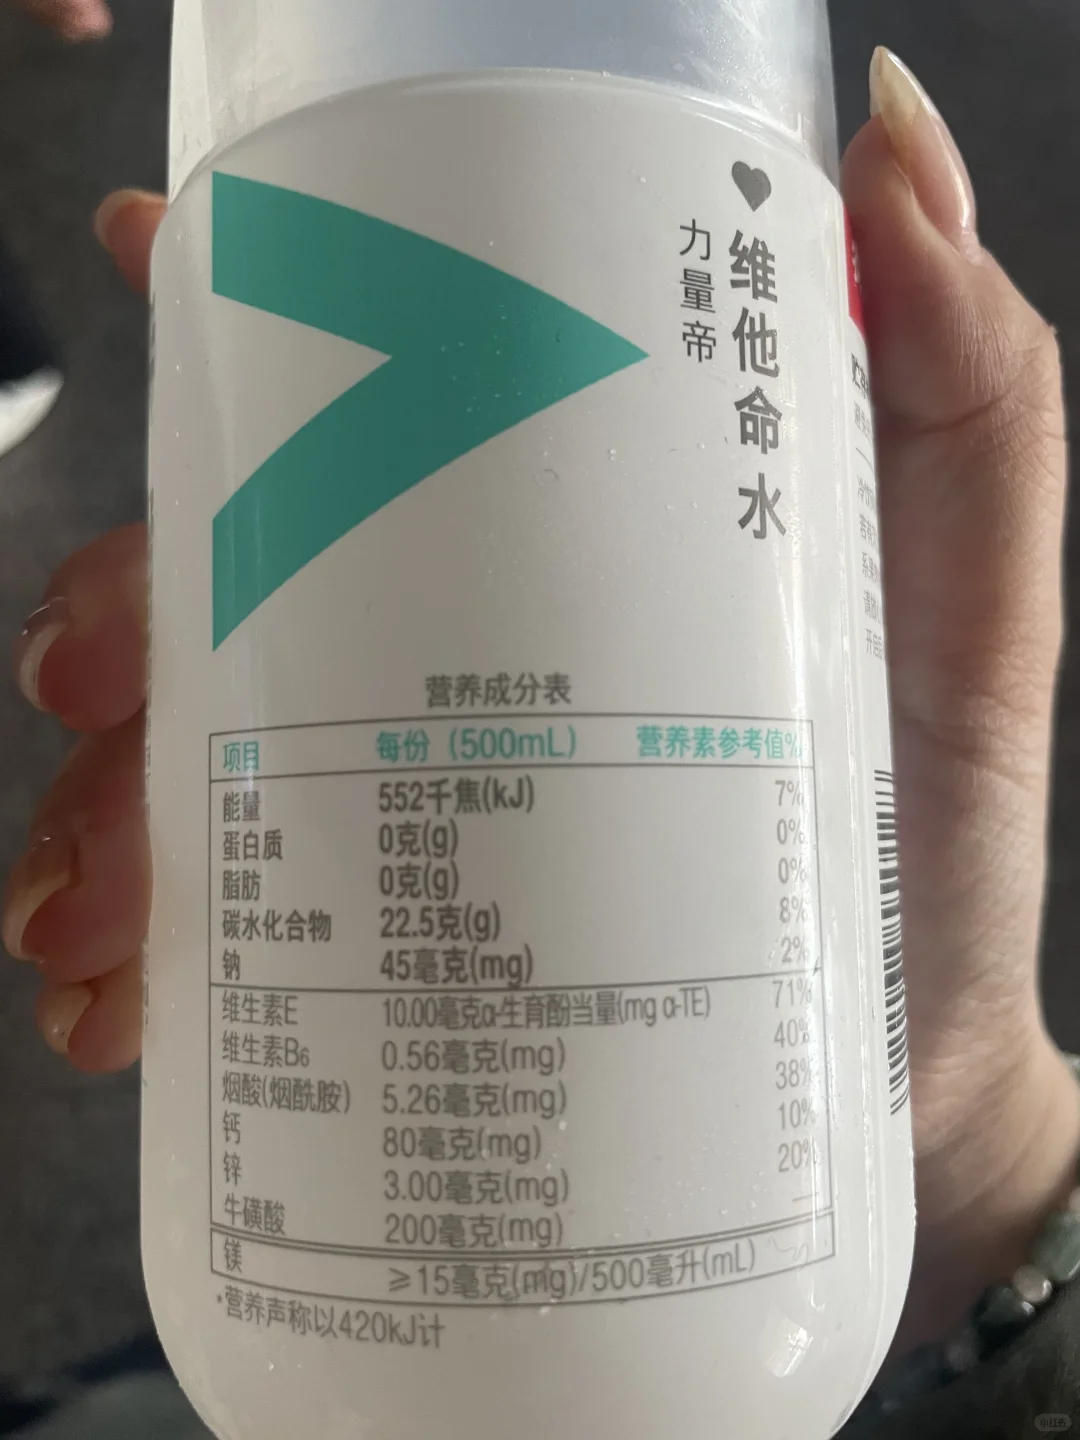 维他命水
力量帝
营养成分表
项目 每份（500mL） 营养素参考值%
能量 552千焦(kJ) 7%
蛋白质 0克(g) 0%
脂肪 0克(g) 0%
碳水化合物 22.5克(g) 8%
钠 45毫克(mg) 2%
维生素E 10.00毫克α-生育酚当量(mg α-TE) 71%
维生素B₆ 0.56毫克(mg) 40%
烟酸(烟酰胺) 5.26毫克(mg) 38%
钙 80毫克(mg) 10%
锌 3.00毫克(mg) 20%
牛磺酸 200毫克(mg) —
镁 ≥15毫克(mg)/500毫升(mL)
*营养声称以420kJ计
小红书